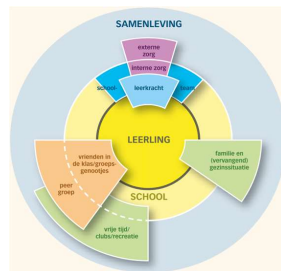 SAMENLEVING
externe
zorg
interne zorg
school
leerkracht
team
LEERLING
vrienden in
de klas/groeps-
genootjes
peer
groep
familie en
(vervangend)
gezinssituatie
SCHOOL
vrije tijd/
clubs/recreatie